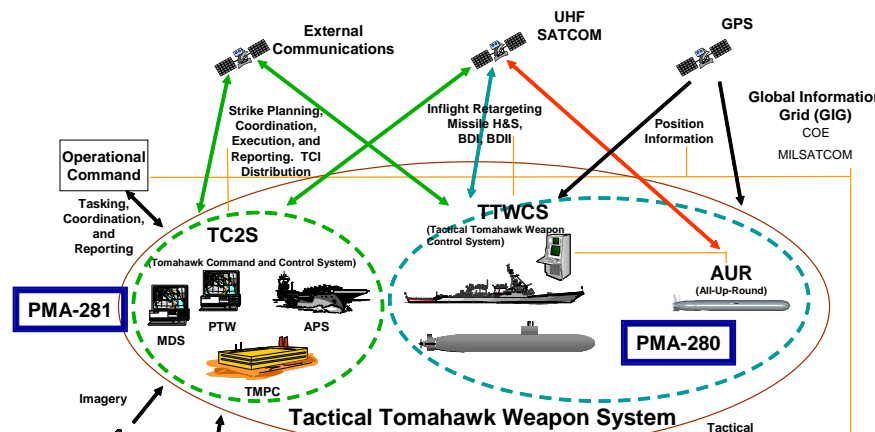 External
Communications
UHF
SATCOM
GPS
Strike Planning,
Coordination,
Execution, and
Reporting.  TCI
Distribution
Inflight Retargeting
Missile H&S,
BDI, BDII
Position
Information
Global Information
Grid (GIG)
COE
MILSATCOM
Operational
Command
Tasking,
Coordination,
and
Reporting
TC2S
(Tomahawk Command and Control System)
TTWCS
(Tactical Tomahawk Weapon
Control System)
AUR
(All-Up-Round)
PMA-281
MDS
PTW
APS
TMPC
PMA-280
Imagery
Tactical Tomahawk Weapon System
Tactical